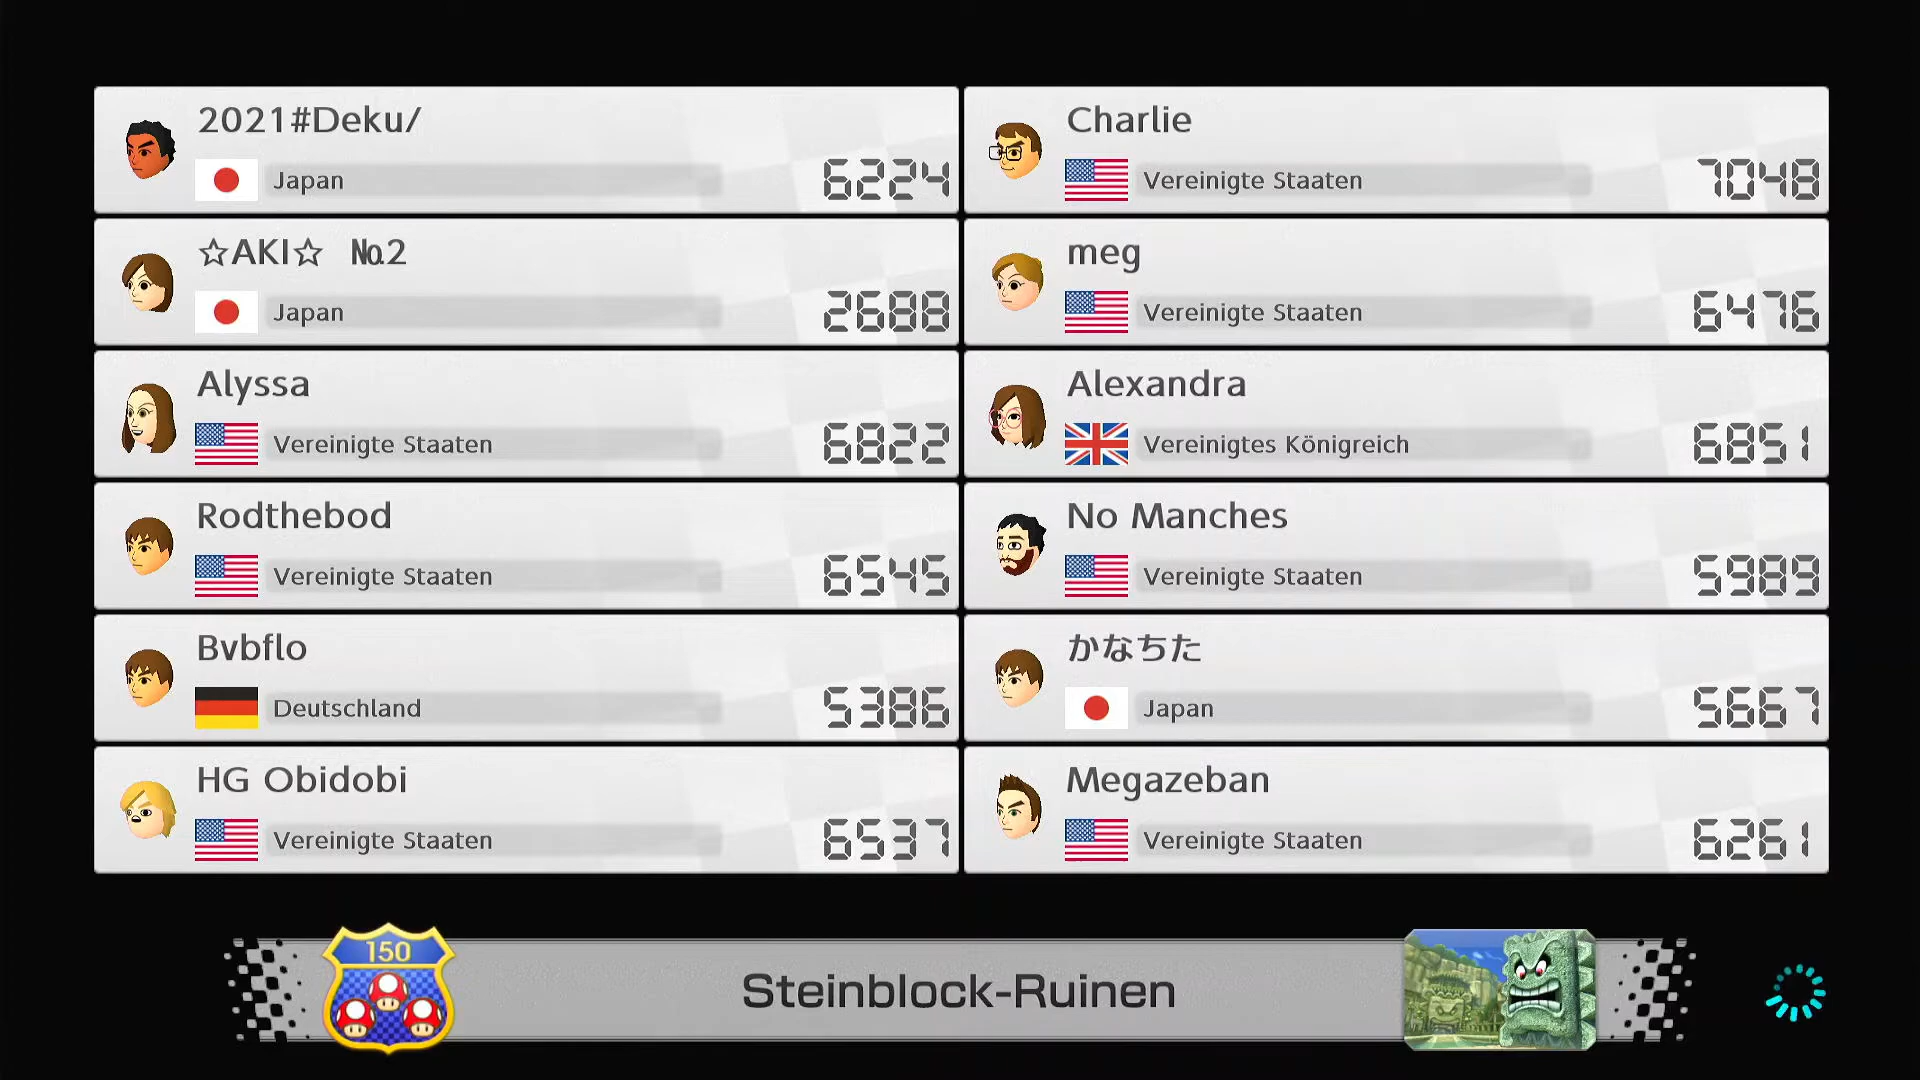 2021#Deku/
Japan
6224
Charlie
Vereinigte Staaten
7048
☆AKI☆ №2
Japan
2688
meg
Vereinigte Staaten
6476
Alyssa
Vereinigte Staaten
6822
Alexandra
Vereinigtes Königreich
6851
Rodthebod
Vereinigte Staaten
6545
No Manches
Vereinigte Staaten
5989
Bvbflo
Deutschland
5386
かなちた
Japan
5667
HG Obidobi
Vereinigte Staaten
6537
Megazeban
Vereinigte Staaten
6261
150
Steinblock-Ruinen